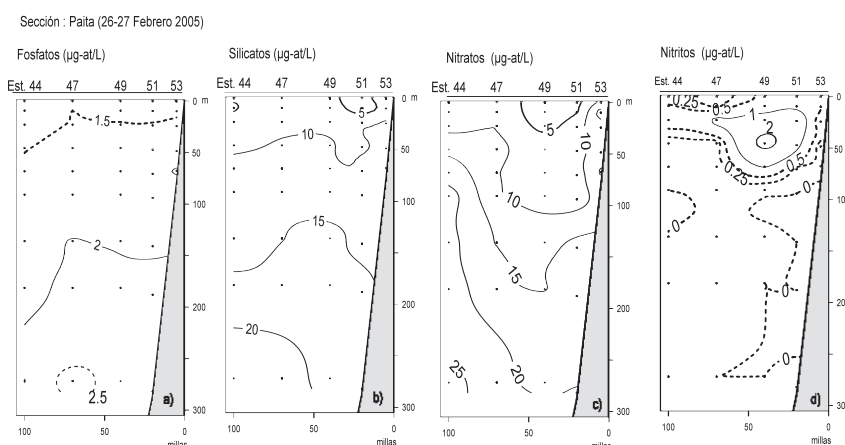 Sección : Paita (26-27 Febrero 2005)
Fosfatos (µg-at/L)
Est. 44 47 49 51 53
0 m
100
200
300
1.5
2
2.5
a)
100 50 0
millas
Silicatos (µg-at/L)
Est. 44 47 51 53
0 m
50
100
200
300
5
10
15
20
b)
100 50 0
millas
Nitratos (µg-at/L)
Est. 44 47 49 51 53
0 m
50
100
200
300
5
10
10
15
20
25
c)
100 50 0
millas
Nitritos (µg-at/L)
Est. 44 47 49 51 53
0
50
10
20
30
0.25
0.5
1
2
0.5
0.25
0
0
0
0
d)
100 50 0
millas